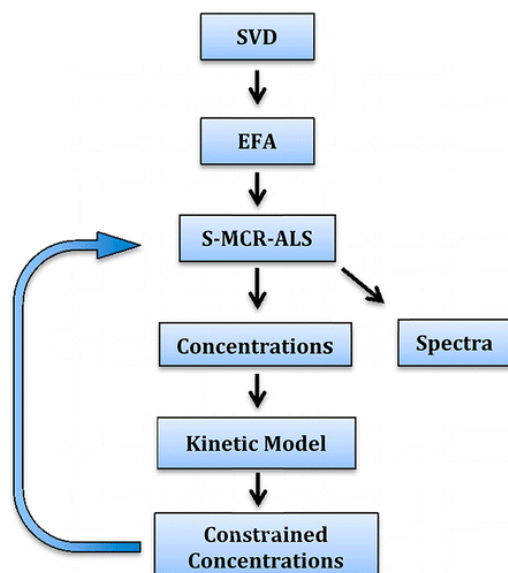 SVD
EFA
S-MCR-ALS
Concentrations
Spectra
Kinetic Model
Constrained
Concentrations